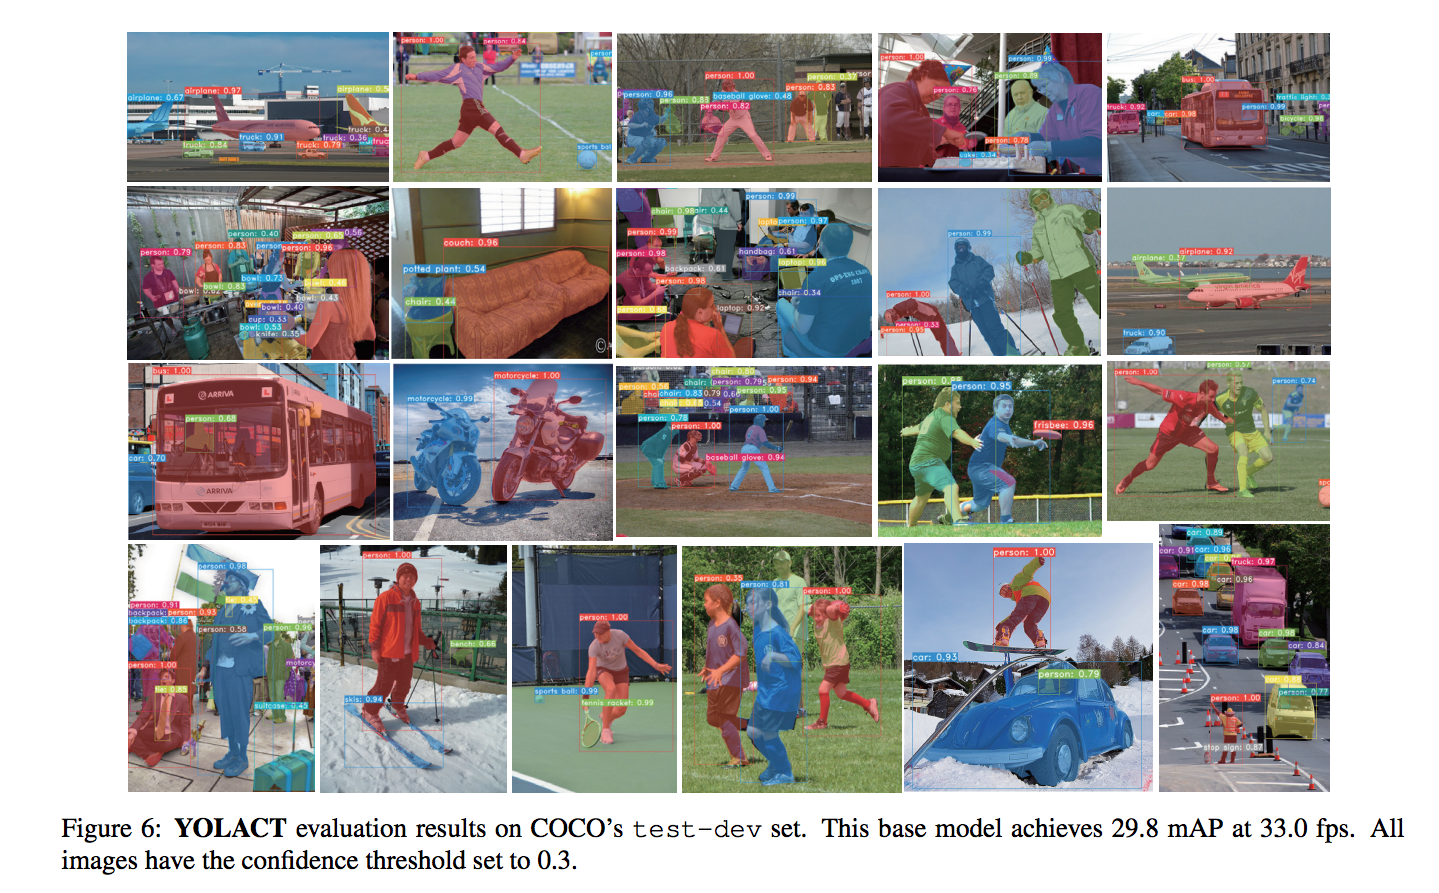 airplane: 0.97
airplane: 0.67
truck: 0.91
truck: 0.84
truck: 0.79
truck: 0.36
person: 1.00
person: 0.84
person: 1.00
person: 0.96
baseball glove: 0.48
person: 0.83
person: 0.82
person: 1.00
person: 0.99
person: 0.89
person: 0.76
person: 0.78
cake: 0.34
bus: 1.00
truck: 0.92
car: 0.98
person: 0.99
bicycle: 0.98
person: 0.40
person: 0.83
person: 0.96
person: 0.79
bowl: 0.73
bowl: 0.83
bowl: 0.43
bowl: 0.40
cup: 0.33
bowl: 0.53
knife: 0.35
couch: 0.96
potted plant: 0.54
chair: 0.44
©
person: 0.99
person: 0.97
person: 0.99
handbag: 0.61
person: 0.98
backpack: 0.61
laptop: 0.96
person: 0.98
chair: 0.34
laptop: 0.92
person: 0.99
person: 1.00
person: 0.33
airplane: 0.92
truck: 0.90
bus: 1.00
ARRIVA
person: 0.68
car: 0.70
ARRIVA
motorcycle: 1.00
motorcycle: 0.99
chair: 0.80
person: 0.94
person: 0.95
person: 1.00
person: 0.78
person: 1.00
baseball glove: 0.94
person: 0.95
frisbee: 0.96
person: 1.00
person: 0.57
person: 0.74
person: 0.98
person: 0.91
person: 0.93
backpack: 0.86
person: 0.58
person: 1.00
suitcase: 0.45
person: 1.00
bench: 0.66
skis: 0.94
person: 1.00
sports ball: 0.99
tennis racket: 0.99
person: 0.35
person: 0.81
person: 1.00
person: 1.00
car: 0.93
person: 0.79
car: 0.89
car: 0.91
car: 0.96
truck: 0.97
car: 0.96
car: 0.98
car: 0.98
car: 0.98
car: 0.84
person: 0.77
person: 1.00
stop sign: 0.87
Figure 6: YOLACT evaluation results on COCO’s test-dev set. This base model achieves 29.8 mAP at 33.0 fps. All
images have the confidence threshold set to 0.3.